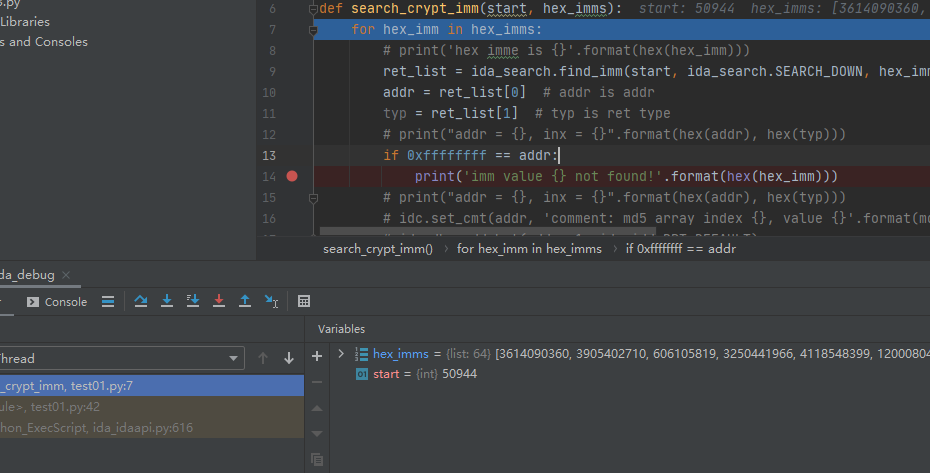 s.py
Libraries
s and Consoles
6 def search_crypt_imm(start, hex_imms): start: 50944 hex_imms: [3614090360,
7 for hex_imm in hex_imms:
8 # print('hex imme is {}'.format(hex(hex_imm)))
9 ret_list = ida_search.find_imm(start, ida_search.SEARCH_DOWN, hex_imm
10 addr = ret_list[0] # addr is addr
11 typ = ret_list[1] # typ is ret type
12 # print("addr = {}, inx = {}".format(hex(addr), hex(typ)))
13 if 0xffffffff == addr:
14 print('imm value {} not found!'.format(hex(hex_imm)))
15 # print("addr = {}, inx = {}".format(hex(addr), hex(typ)))
16 # idc.set_cmt(addr, 'comment: md5 array index {}, value {}'.format(md
search_crypt_imm() › for hex_imm in hex_imms › if 0xffffffff == addr
da_debug ×
Console
Variables
Thread
hex_imms = {list: 64} [3614090360, 3905402710, 606105819, 3250441966, 4118548399, 12000804
start = {int} 50944
_crypt_imm, test01.py:7
ule>, test01.py:42
thon_ExecScript, ida_idaapi.py:616